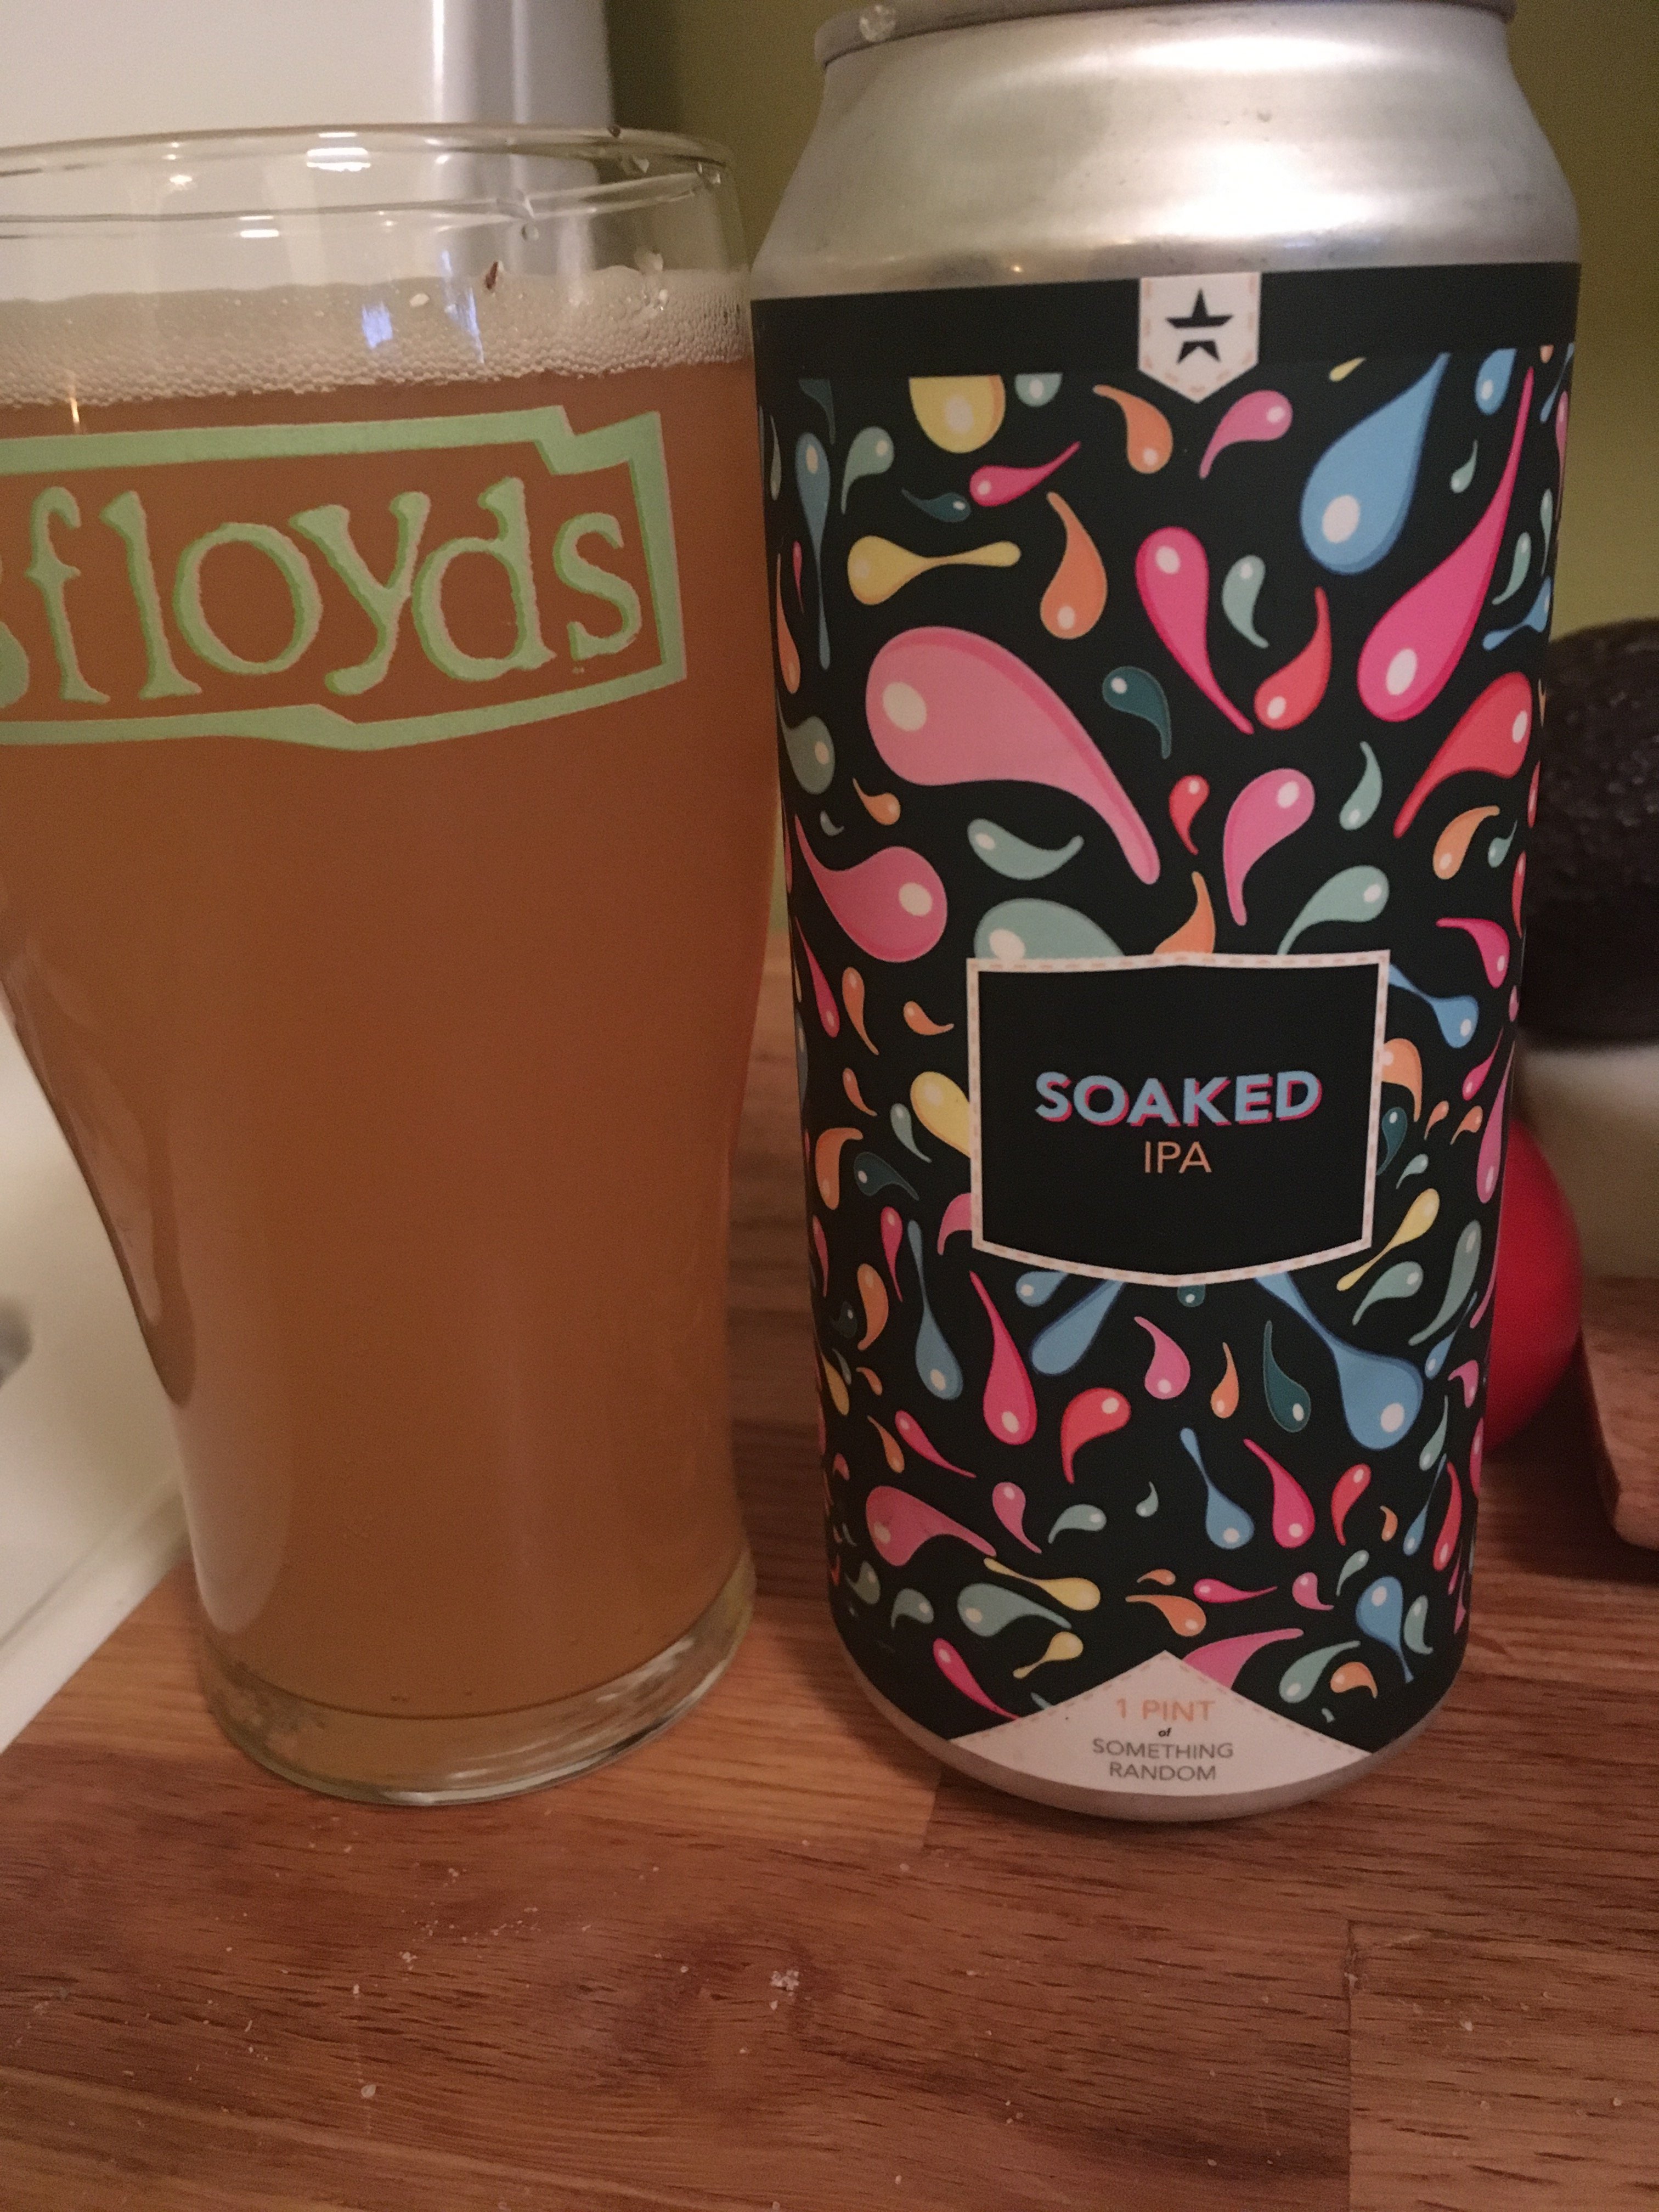 floyds
SOAKED
IPA
1 PINT
of
SOMETHING
RANDOM